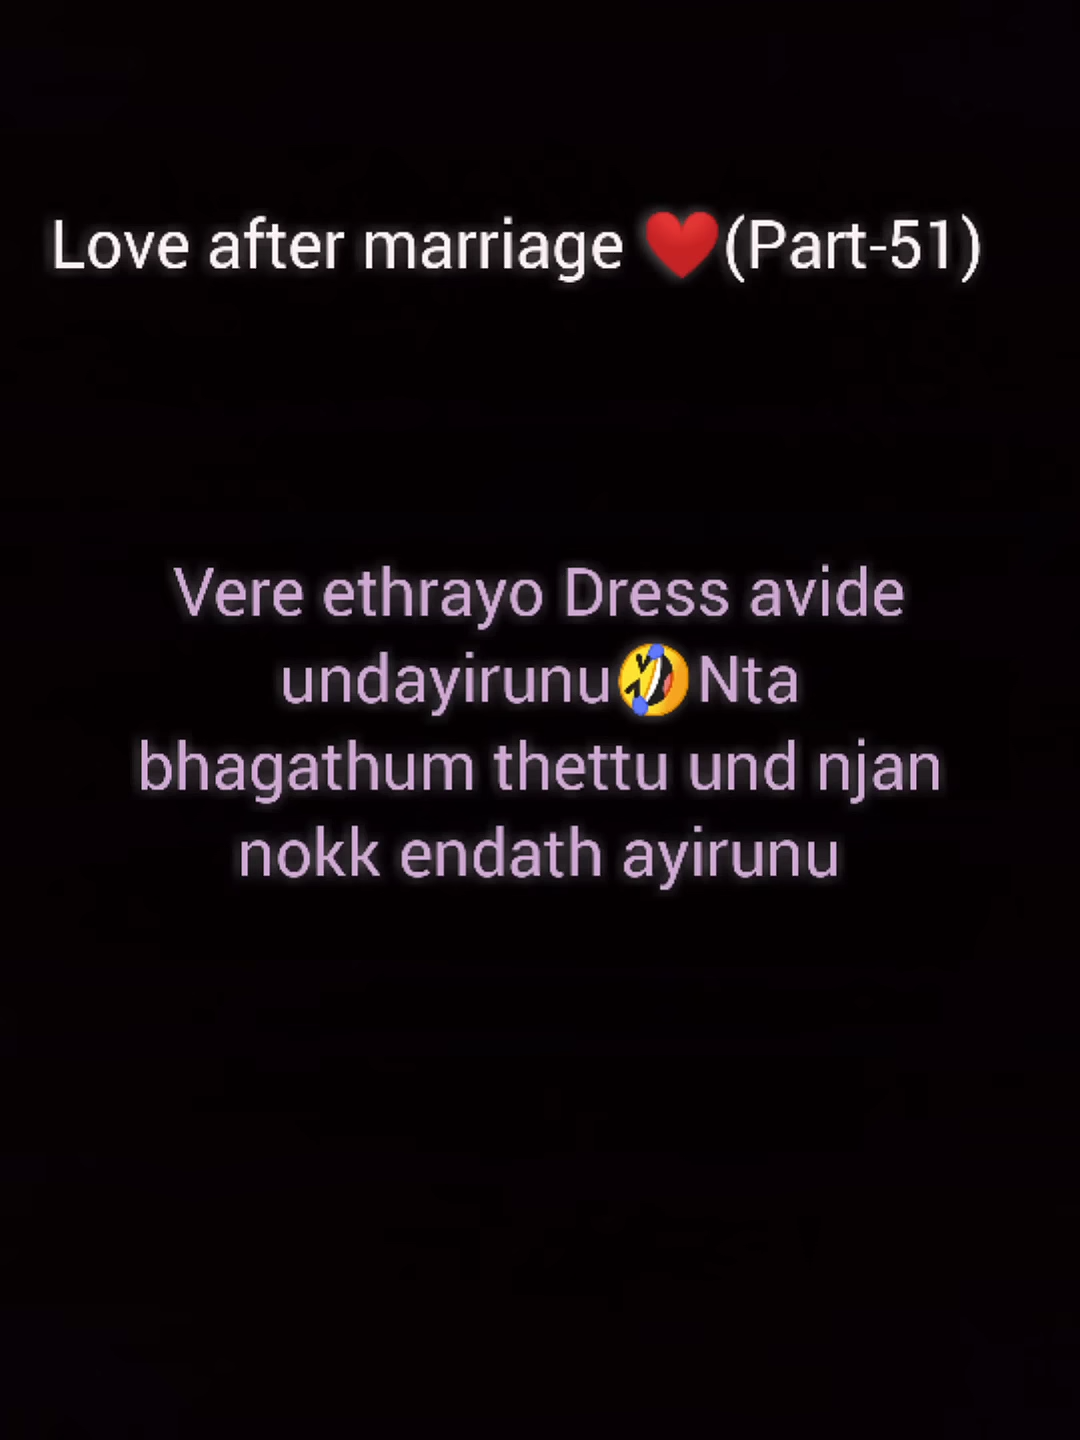 Love after marriage ❤️(Part-51)
Vere ethrayo Dress avide
undayirunu🤣Nta
bhagathum thettu und njan
nokk endath ayirunu